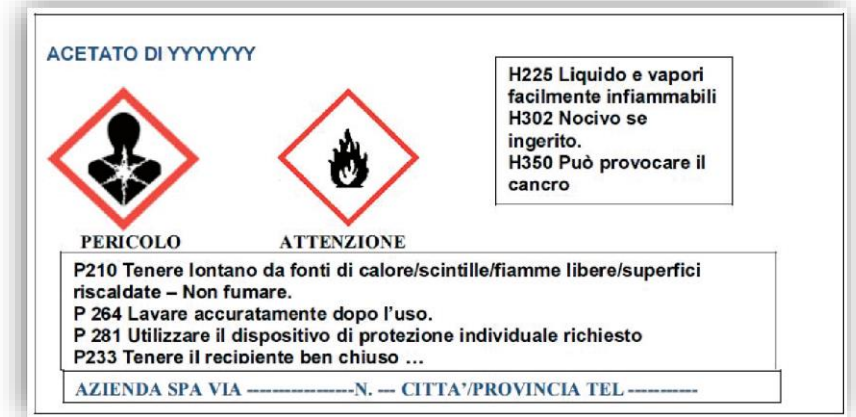 ACETATO DI YYYYYYY
H225 Liquido e vapori
facilmente infiammabili
H302 Nocivo se
ingerito.
H350 Può provocare il
cancro
PERICOLO
ATTENZIONE
P210 Tenere lontano da fonti di calore/scintille/fiamme libere/superfici
riscaldate – Non fumare.
P 264 Lavare accuratamente dopo l'uso.
P 281 Utilizzare il dispositivo di protezione individuale richiesto
P233 Tenere il recipiente ben chiuso …
AZIENDA SPA VIA -----------------N. --- CITTA'/PROVINCIA TEL -----------